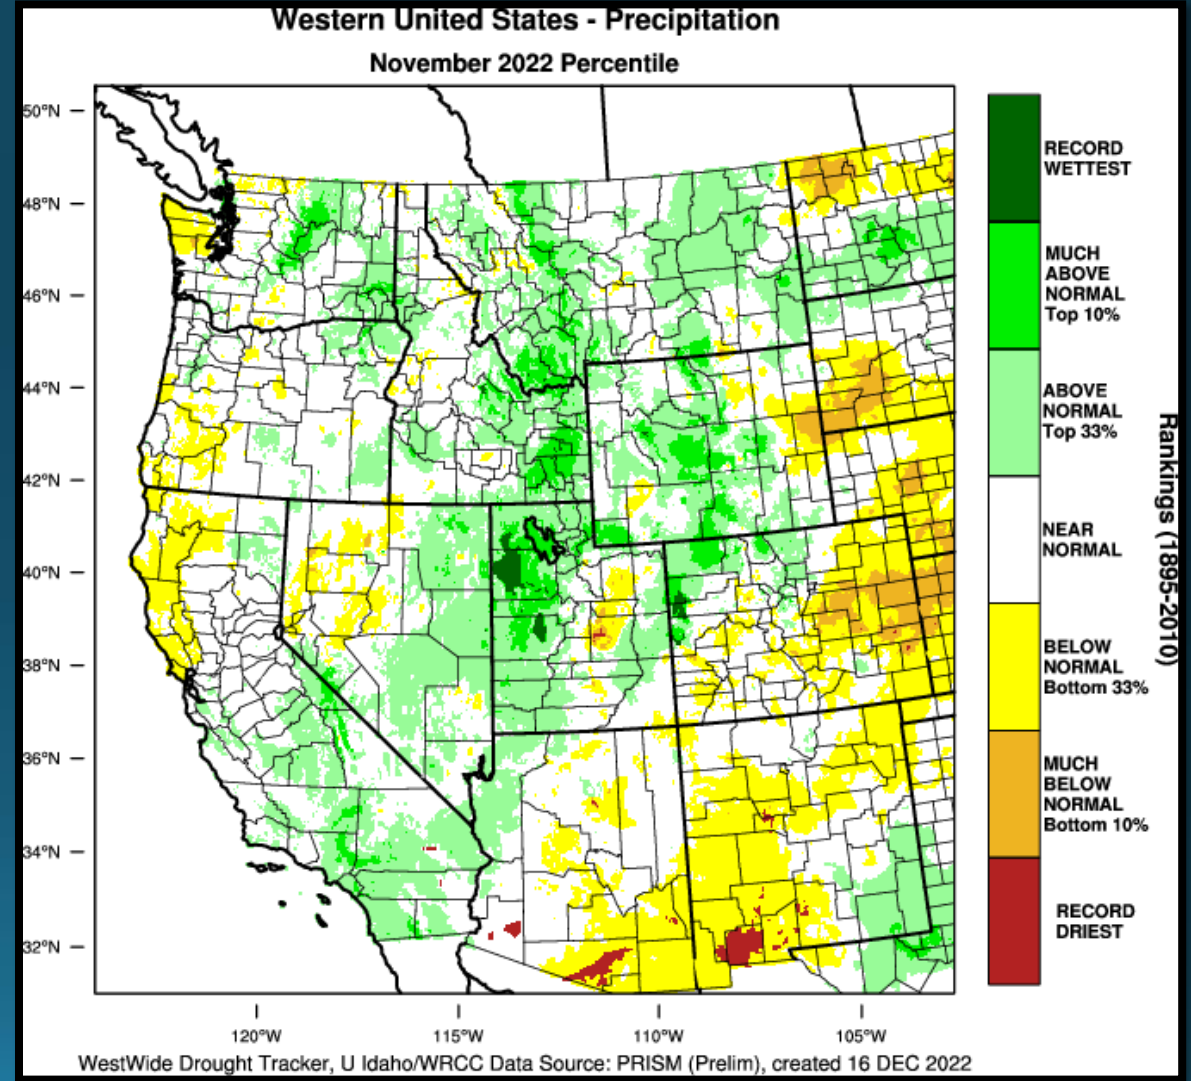 Western United States - Precipitation
November 2022 Percentile
50°N
48°N
46°N
44°N
42°N
40°N
38°N
36°N
34°N
32°N
120°W
115°W
110°W
105°W
RECORD
WETTEST
MUCH
ABOVE
NORMAL
Top 10%
ABOVE
NORMAL
Top 33%
NEAR
NORMAL
BELOW
NORMAL
Bottom 33%
MUCH
BELOW
NORMAL
Bottom 10%
RECORD
DRIEST
Rankings (1895-2010)
WestWide Drought Tracker, U Idaho/WRCC Data Source: PRISM (Prelim), created 16 DEC 2022